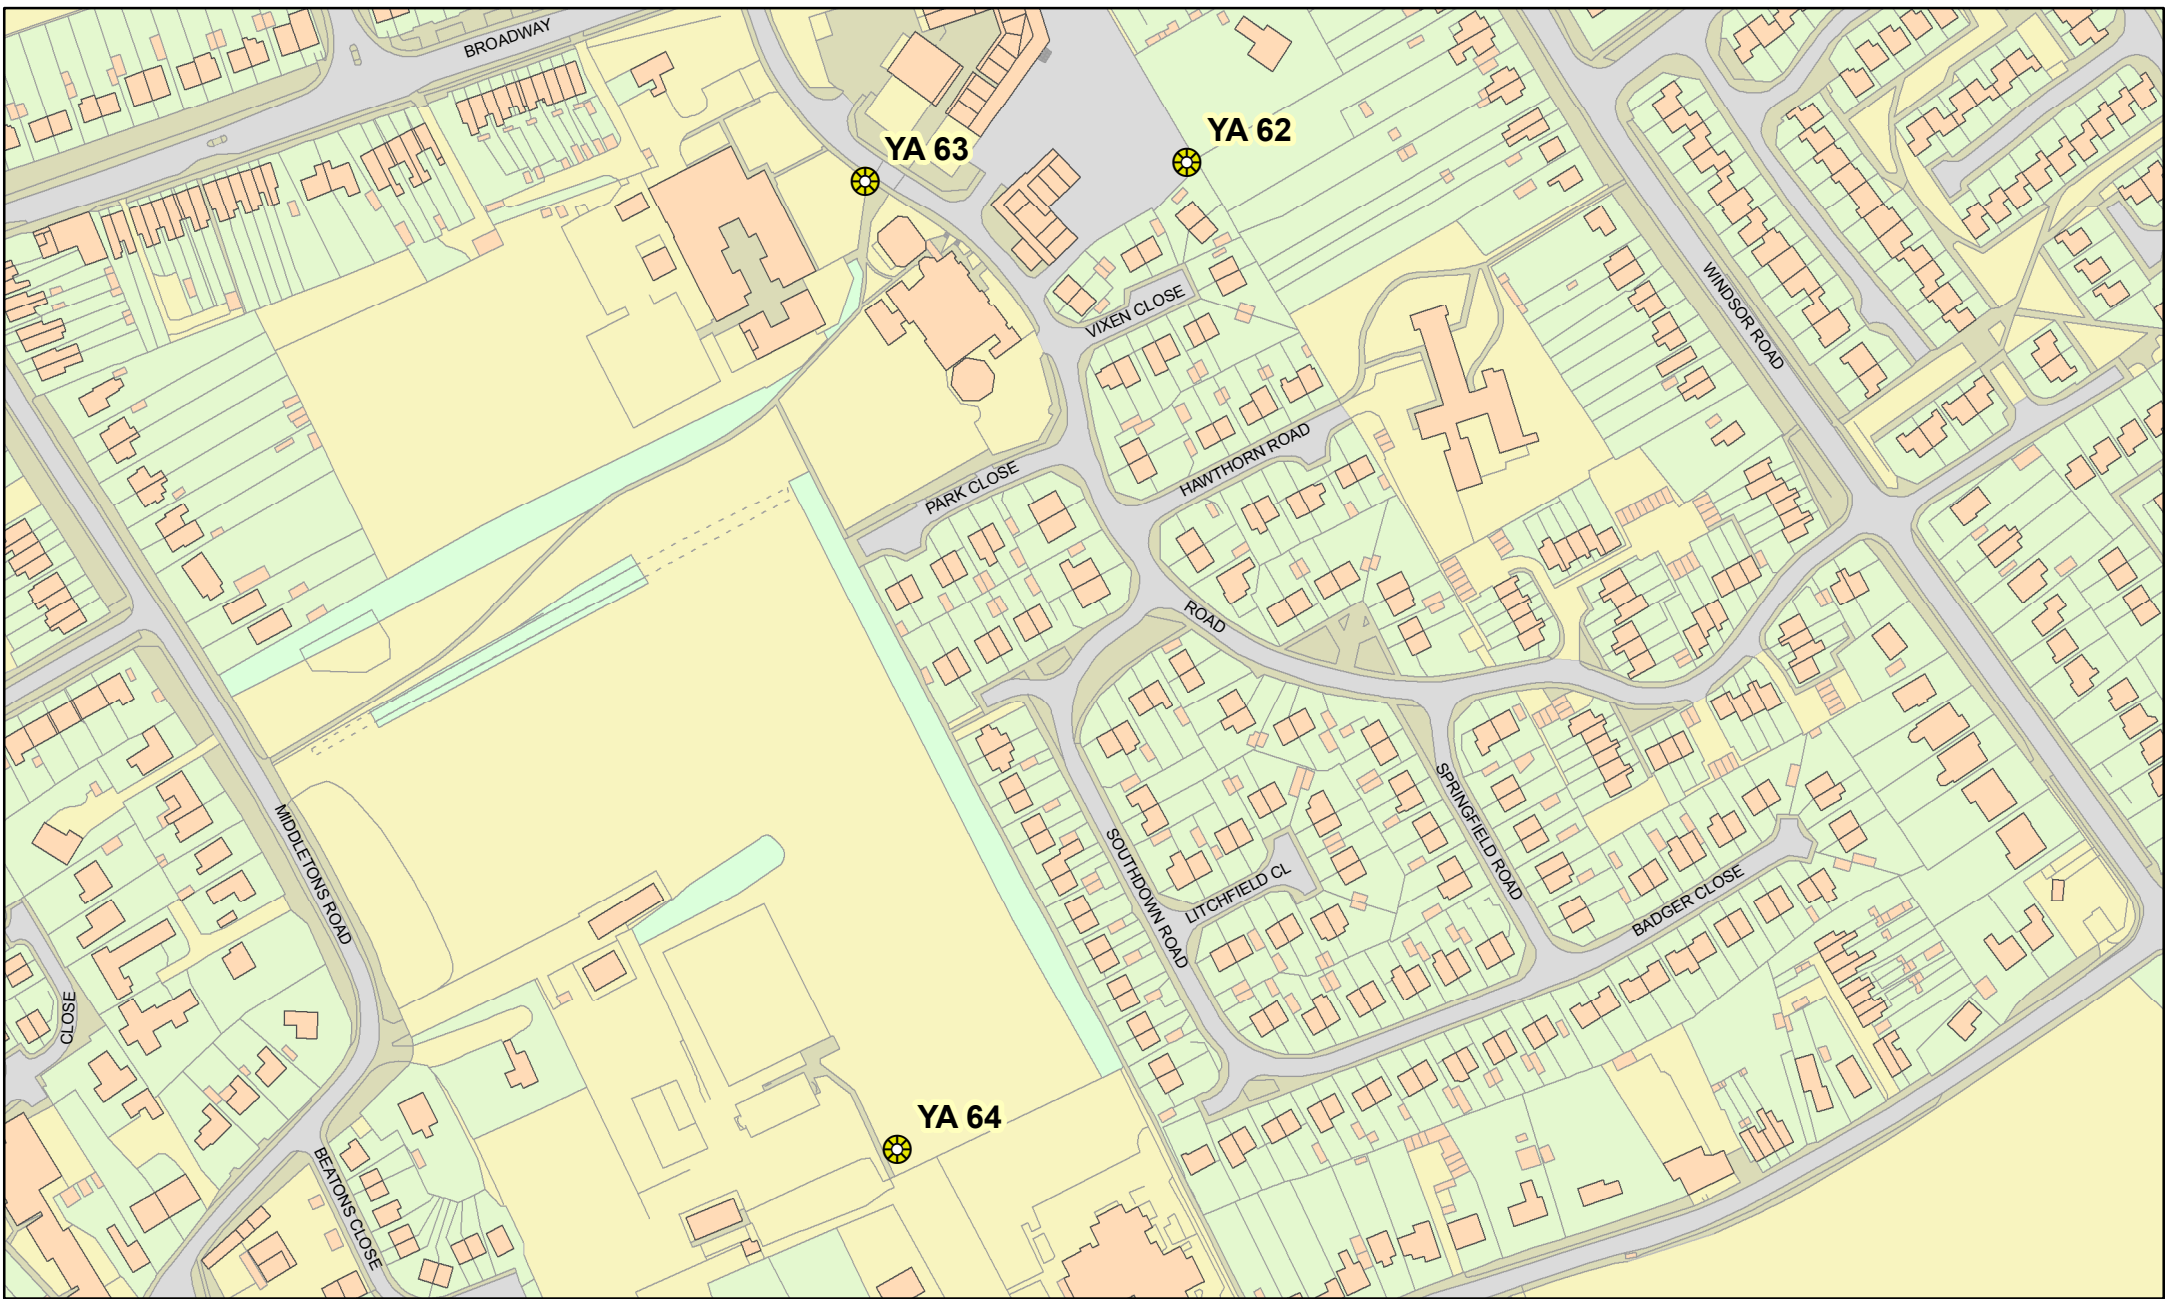 BROADWAY
YA 62
YA 63
WINDSOR ROAD
VIXEN CLOSE
HAWTHORN ROAD
PARK CLOSE
ROAD
MIDDLETONS ROAD
SPRINGFIELD ROAD
SOUTHDOWN ROAD
LITCHFIELD CL
BADGER CLOSE
CLOSE
YA 64
BEATONS CLOSE